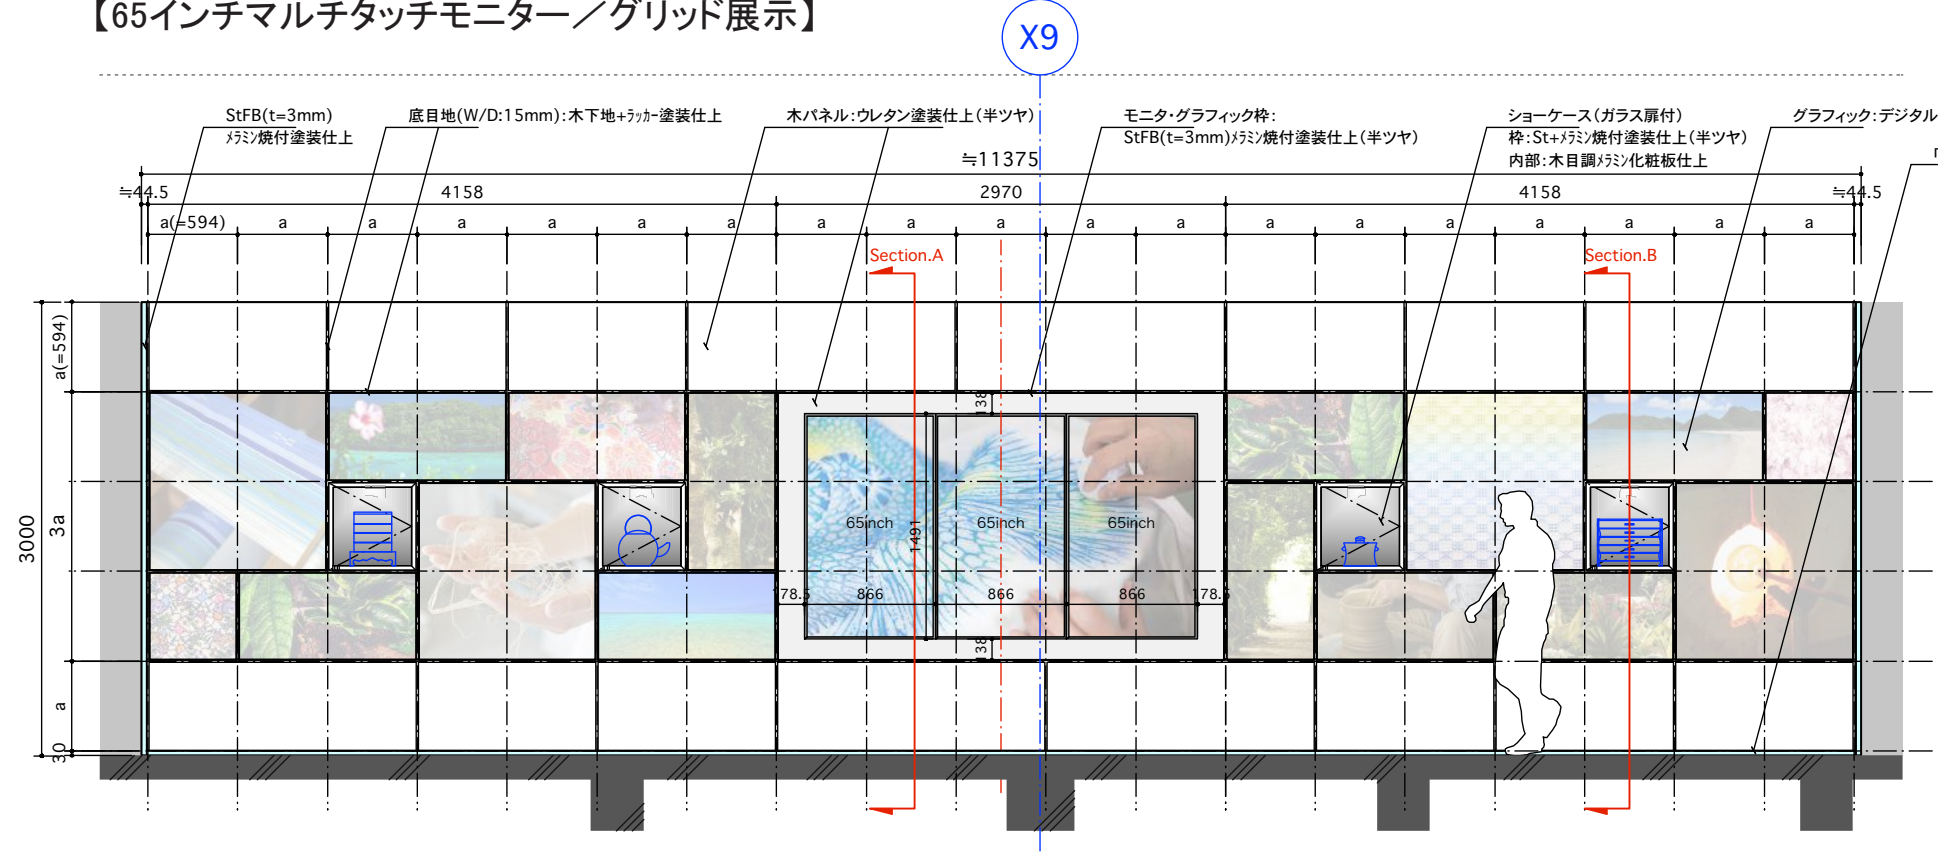 【65インチマルチタッチモニター／グリッド展示】
X9
StFB(t=3mm)
ﾒﾗﾐﾝ焼付塗装仕上
底目地(W/D:15mm):木下地+ﾗｯｶｰ塗装仕上
木パネル:ウレタン塗装仕上(半ツヤ)
モニタ・グラフィック枠:
StFB(t=3mm)ﾒﾗﾐﾝ焼付塗装仕上(半ツヤ)
ショーケース(ガラス扉付)
枠:St+ﾒﾗﾐﾝ焼付塗装仕上(半ツヤ)
内部:木目調ﾒﾗﾐﾝ化粧板仕上
グラフィック:デジタル
≒11375
≒44.5 4158 2970 4158 ≒44.5
a(=594) a a a a a a a a a a a a a a a a a a
Section.A Section.B
a(=594)
3a
3000
a
30
138
65inch 65inch 65inch
1491
178.5 866 866 866 178.5
138